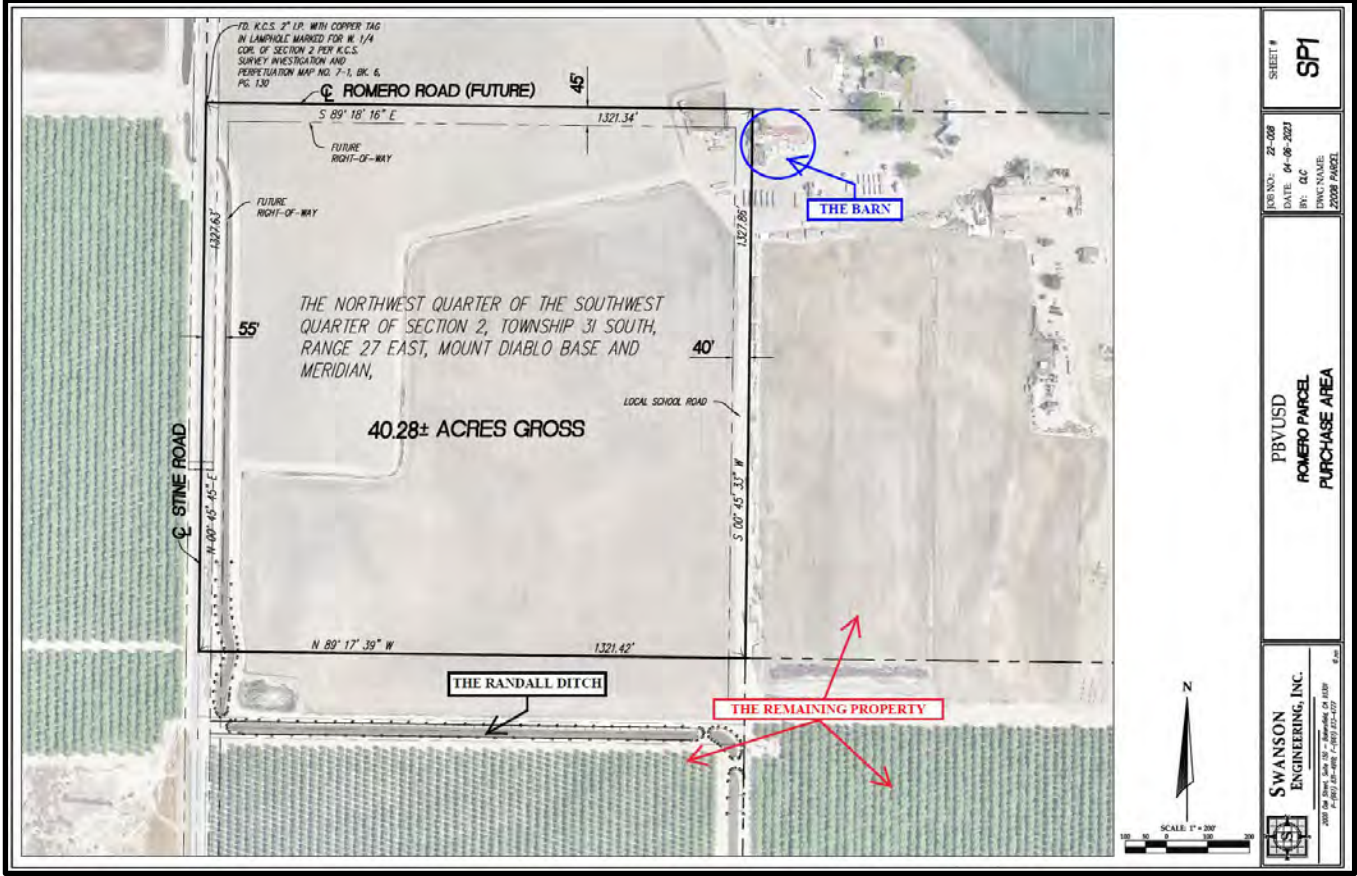 FD. K.C.S. 2" I.P. WITH COPPER TAG
IN LAMPHOLE MARKED FOR W. 1/4
COR. OF SECTION 2 PER K.C.S.
SURVEY INVESTIGATION AND
PERPETUATION MAP NO. 7-1, BK. 6,
PG. 130
℄ ROMERO ROAD (FUTURE)
45'
S 89° 18' 16" E
1321.34'
FUTURE
RIGHT-OF-WAY
FUTURE
RIGHT-OF-WAY
1327.63'
1327.86'
THE BARN
THE NORTHWEST QUARTER OF THE SOUTHWEST
QUARTER OF SECTION 2, TOWNSHIP 31 SOUTH,
RANGE 27 EAST, MOUNT DIABLO BASE AND
MERIDIAN,
55'
40'
LOCAL SCHOOL ROAD
40.28± ACRES GROSS
℄ STINE ROAD
N 00° 45' 45" E
S 00° 45' 33" W
N 89° 17' 39" W
1321.42'
THE RANDALL DITCH
THE REMAINING PROPERTY
N
SCALE: 1" = 200'
100 50 0 100 200
SHEET #
SP1
JOB NO.: 22-008
DATE: 04-06-2023
BY: CLC
DWG NAME:
22008 PARCEL
PBVUSD
ROMERO PARCEL
PURCHASE AREA
SWANSON
ENGINEERING, INC.
S